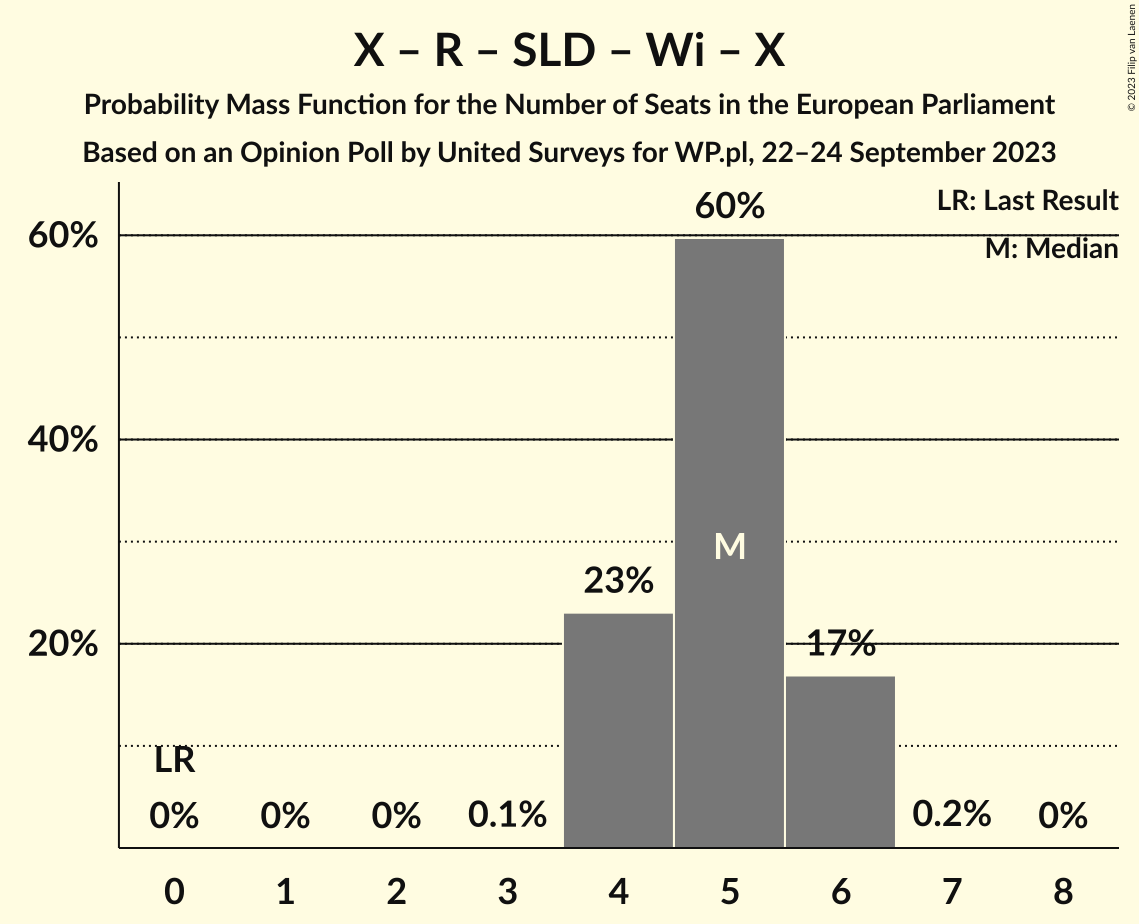 X – R – SLD – Wi – X
Probability Mass Function for the Number of Seats in the European Parliament
Based on an Opinion Poll by United Surveys for WP.pl, 22–24 September 2023
© 2023 Filip van Laenen
LR: Last Result
M: Median
60%
40%
20%
LR
0%
0%
0%
0.1%
23%
60%
M
17%
0.2%
0%
0 1 2 3 4 5 6 7 8